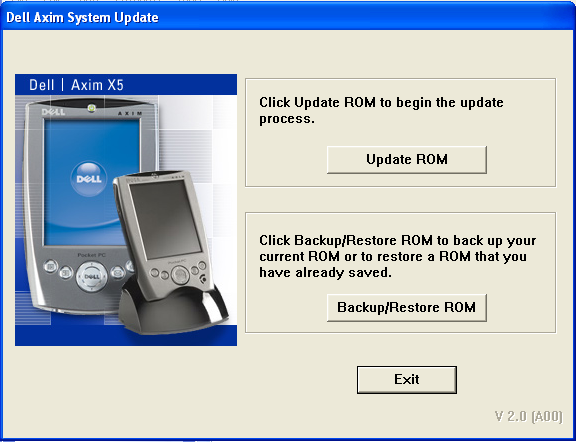 Dell Axim System Update
Dell | Axim X5
DELL
AXIM
DELL
Pocket PC
DELL
Click Update ROM to begin the update
process.
Update ROM
Click Backup/Restore ROM to back up your
current ROM or to restore a ROM that you
have already saved.
Backup/Restore ROM
Exit
V 2.0 (A00)